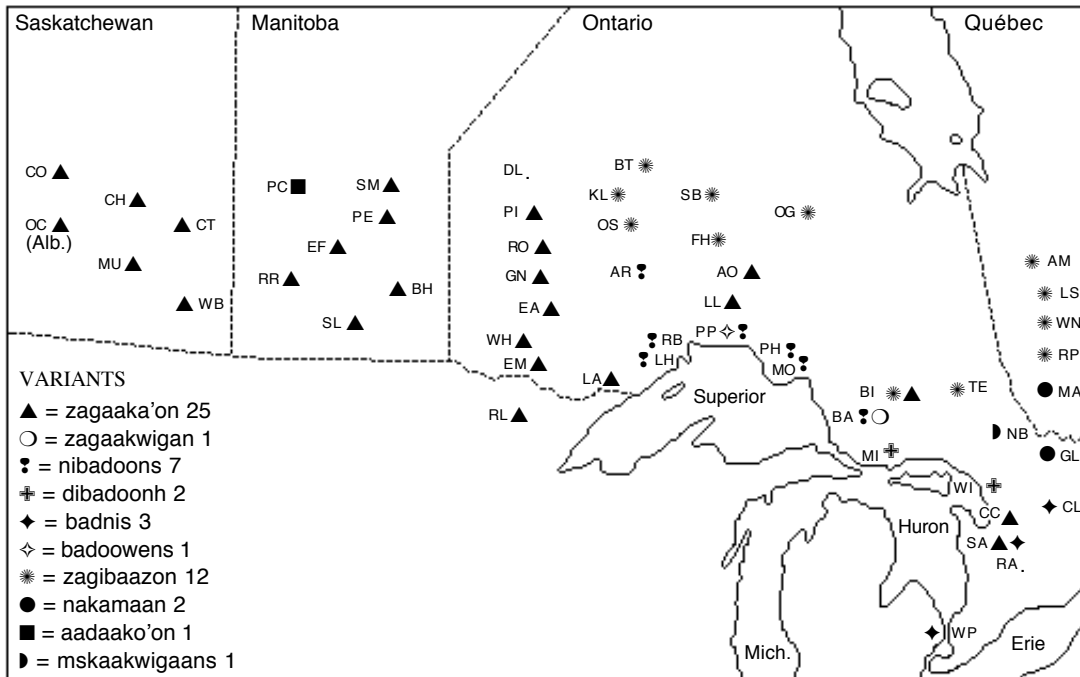 Saskatchewan Manitoba Ontario Québec
CO
CH
OC
(Alb.)
CT
MU
WB
PC
SM
PE
EF
RR
BH
SL
DL .
PI
RO
GN
EA
WH
EM
LA
RL
BT
KL
SB
OS
OG
FH
AR
AO
LL
PP
RB
LH
PH
MO
Superior
BI
TE
BA
MI
WI
Huron
CC
SA
RA .
WP
Mich.
Erie
AM
LS
WN
RP
MA
NB
GL
CL
VARIANTS
▲ = zagaaka'on 25
❍ = zagaakwigan 1
❢ = nibadoons 7
✙ = dibadoonh 2
✦ = badnis 3
✧ = badoowens 1
✺ = zagibaazon 12
● = nakamaan 2
■ = aadaako'on 1
◗ = mskaakwigaans 1